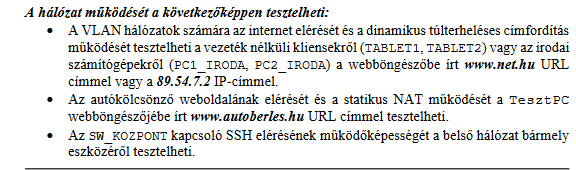 A hálózat működését a következőképpen tesztelheti:
• A VLAN hálózatok számára az internet elérését és a dinamikus túlterheléses címfordítás
működését tesztelheti a vezeték nélküli kliensekről (TABLET1, TABLET2) vagy az irodai
számítógépekről (PC1_IRODA, PC2_IRODA) a webböngészőbe írt www.net.hu URL
címmel vagy a 89.54.7.2 IP-címmel.
• Az autókölcsönző weboldalának elérését és a statikus NAT működését a TesztPC
webböngészőjébe írt www.autoberles.hu URL címmel tesztelheti.
• Az SW_KOZPONT kapcsoló SSH elérésének működőképességét a belső hálózat bármely
eszközéről tesztelheti.